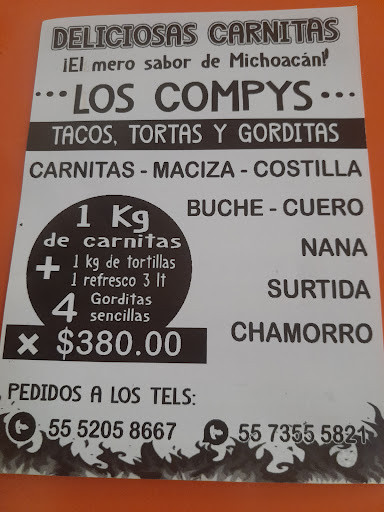 DELICIOSAS CARNITAS
¡El mero sabor de Michoacán!
...LOS COMPYS...
TACOS, TORTAS Y GORDITAS
CARNITAS - MACIZA - COSTILLA
BUCHE - CUERO
NANA
SURTIDA
CHAMORRO
1 Kg
de carnitas
+ 1 kg de tortillas
1 refresco 3 lt
4 Gorditas
sencillas
x $380.00
PEDIDOS A LOS TELS:
55 5205 8667 55 7355 5821